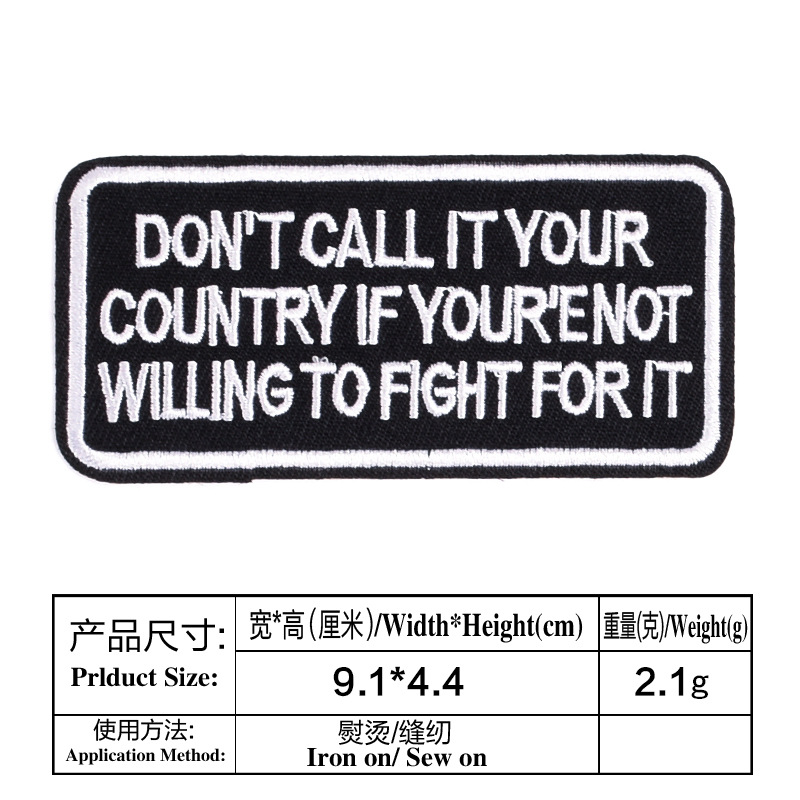 DON'T CALL IT YOUR
COUNTRY IF YOUR'E NOT
WILLING TO FIGHT FOR IT
产品尺寸:
Prlduct Size:
宽*高(厘米)/Width*Height(cm)
重量(克)/Weight(g)
9.1*4.4
2.1g
使用方法:
Application Method:
熨烫/缝纫
Iron on/ Sew on